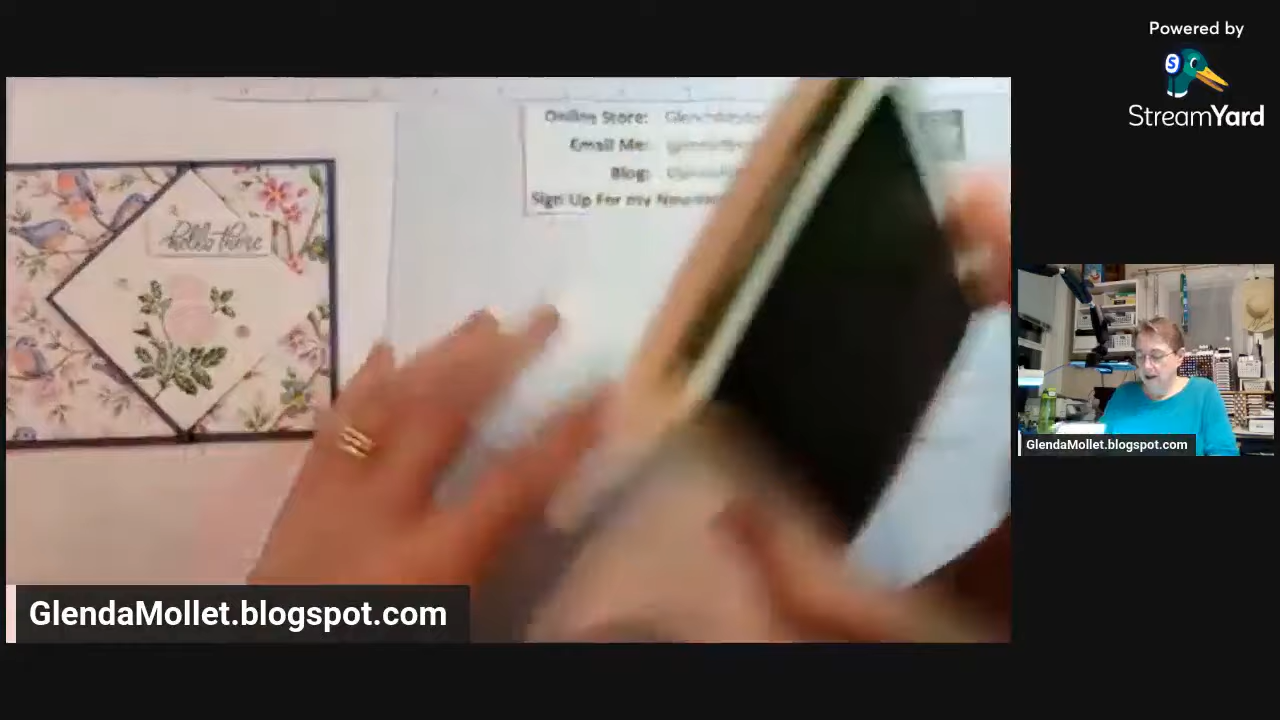 Powered by
StreamYard
Online Store:
Email Me:
Blog:
Sign Up For my
hello there
GlendaMollet.blogspot.com
GlendaMollet.blogspot.com